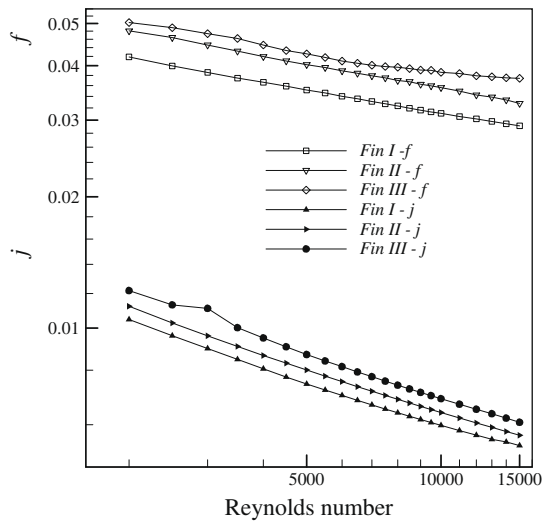 f
j
0.05
0.04
0.03
0.02
0.01
Fin I - f
Fin II - f
Fin III - f
Fin I - j
Fin II - j
Fin III - j
5000
10000
15000
Reynolds number